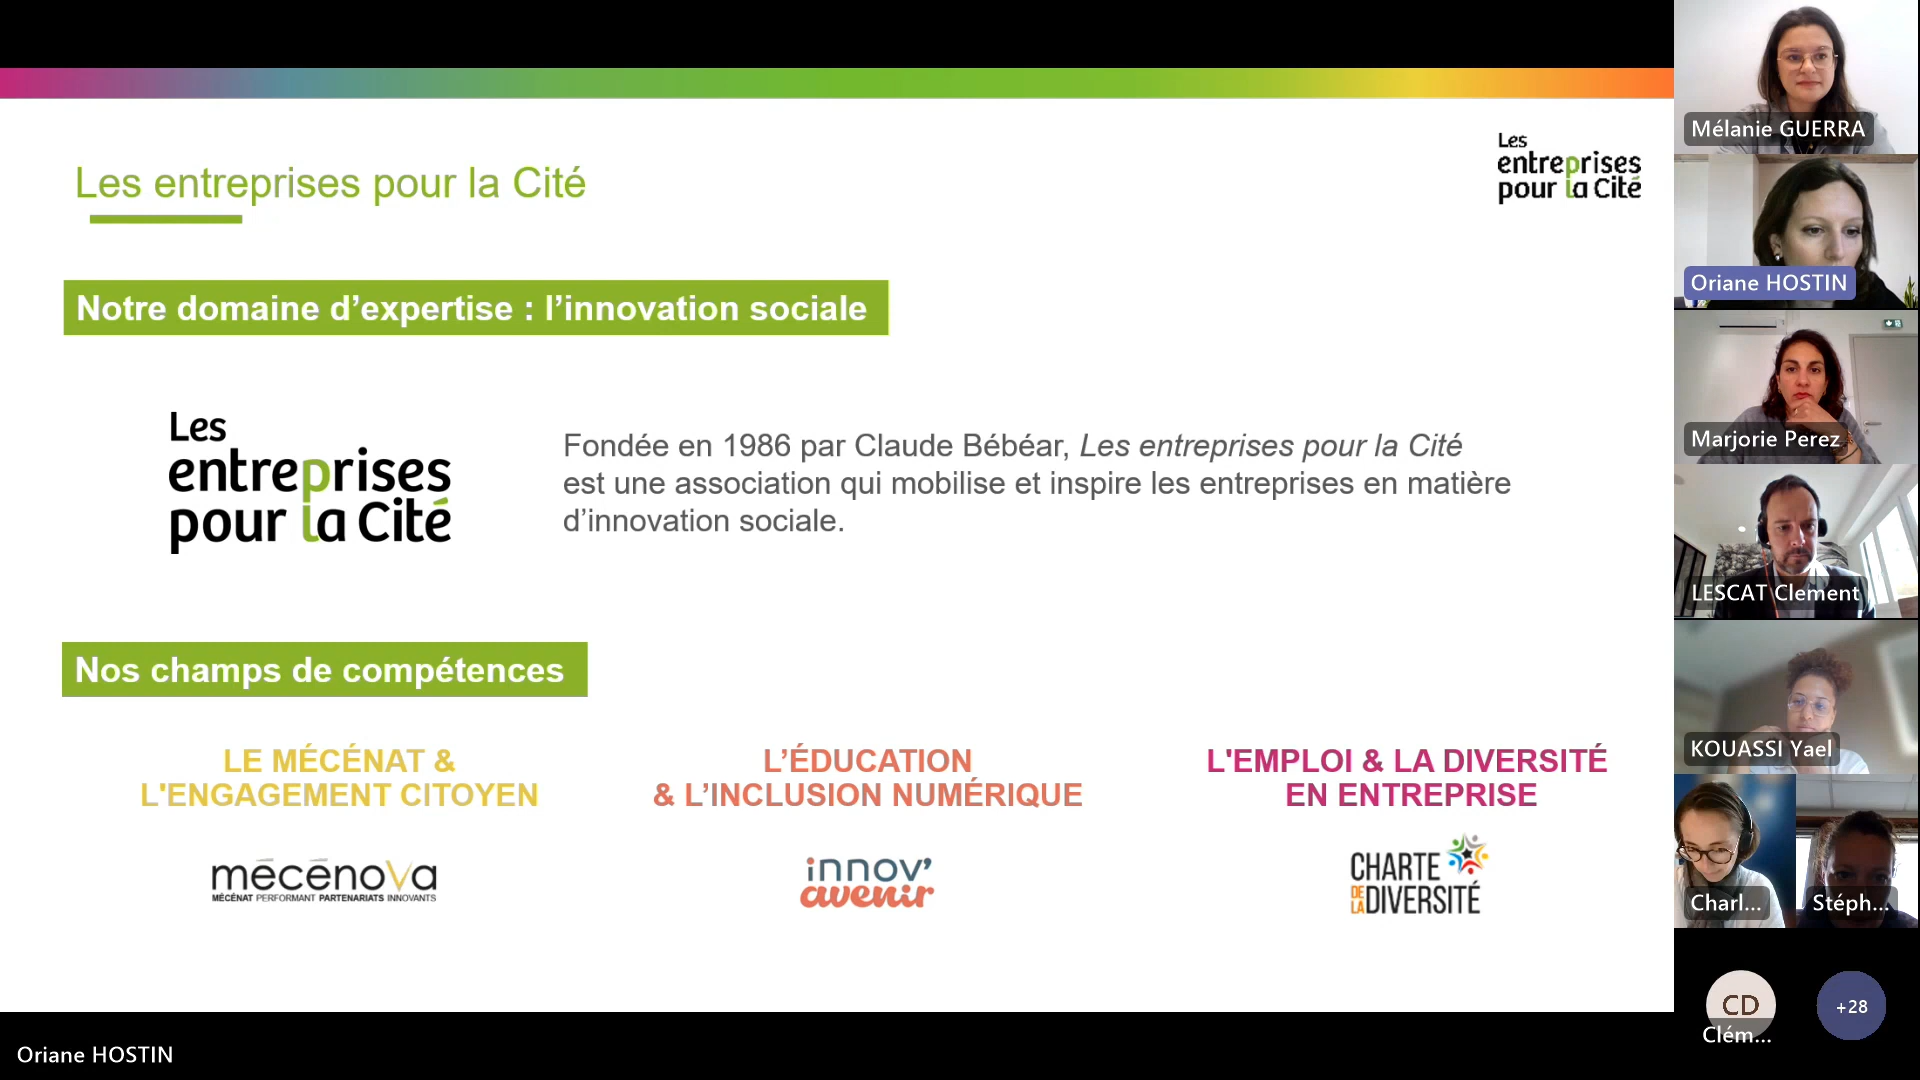 Les entreprises pour la Cité
Les
entreprises
pour la Cité
Notre domaine d’expertise : l’innovation sociale
Les
entreprises
pour la Cité
Fondée en 1986 par Claude Bébéar, Les entreprises pour la Cité
est une association qui mobilise et inspire les entreprises en matière
d’innovation sociale.
Nos champs de compétences
LE MÉCÉNAT &
L'ENGAGEMENT CITOYEN
mécénova
MÉCÉNAT PERFORMANT PARTENARIATS INNOVANTS
L’ÉDUCATION
& L’INCLUSION NUMÉRIQUE
innov’
avenir
L'EMPLOI & LA DIVERSITÉ
EN ENTREPRISE
CHARTE
DE LA DIVERSITÉ
Mélanie GUERRA
Oriane HOSTIN
Marjorie Perez
LESCAT Clement
KOUASSI Yael
Charl...
Stéph...
CD
Clém...
+28
Oriane HOSTIN